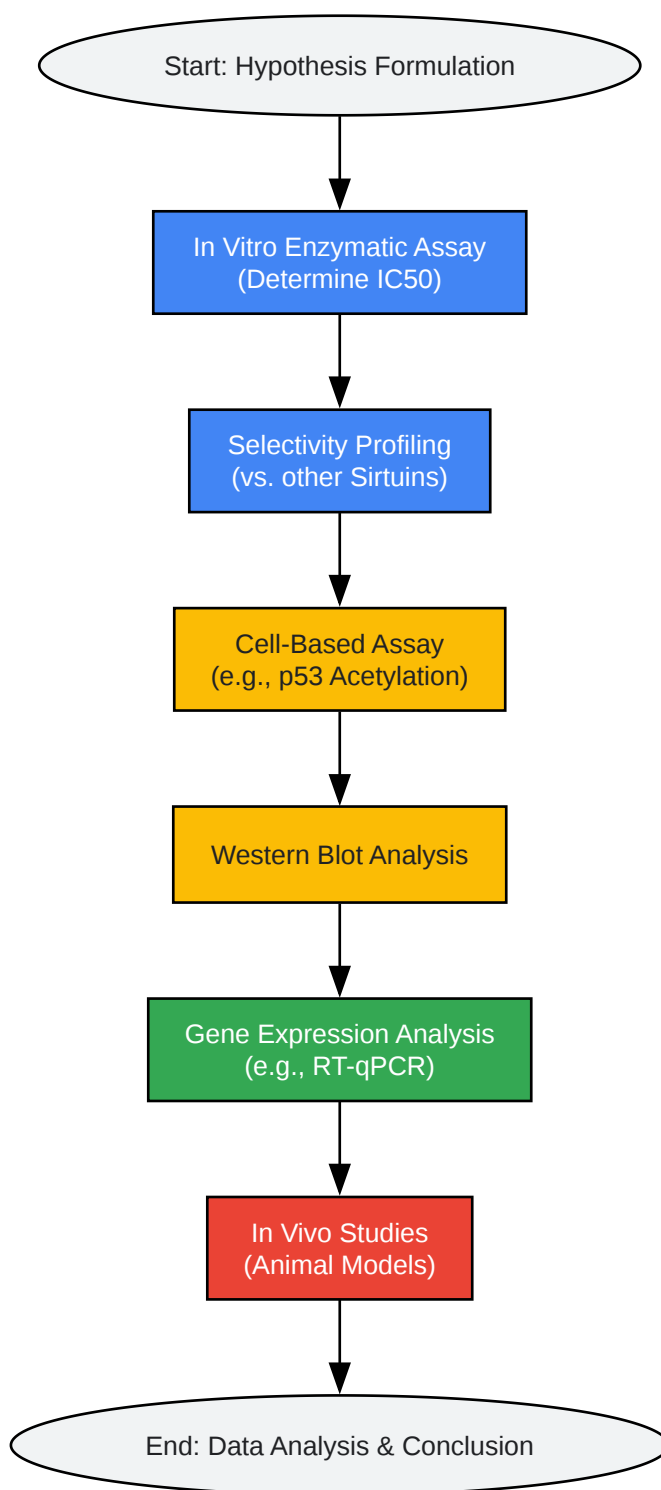 Start: Hypothesis Formulation
In Vitro Enzymatic Assay
(Determine IC50)
Selectivity Profiling
(vs. other Sirtuins)
Cell-Based Assay
(e.g., p53 Acetylation)
Western Blot Analysis
Gene Expression Analysis
(e.g., RT-qPCR)
In Vivo Studies
(Animal Models)
End: Data Analysis & Conclusion